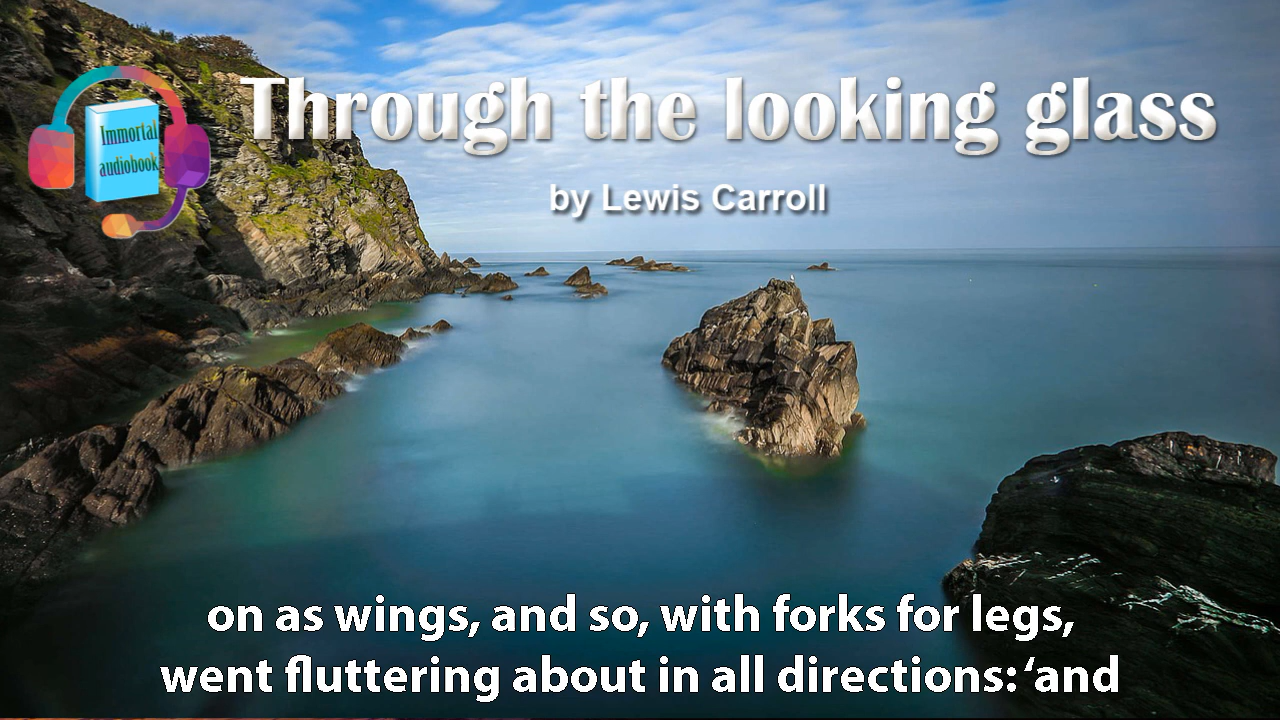 Through the looking glass
Immortal
audiobook
by Lewis Carroll
on as wings, and so, with forks for legs,
went fluttering about in all directions: ‘and